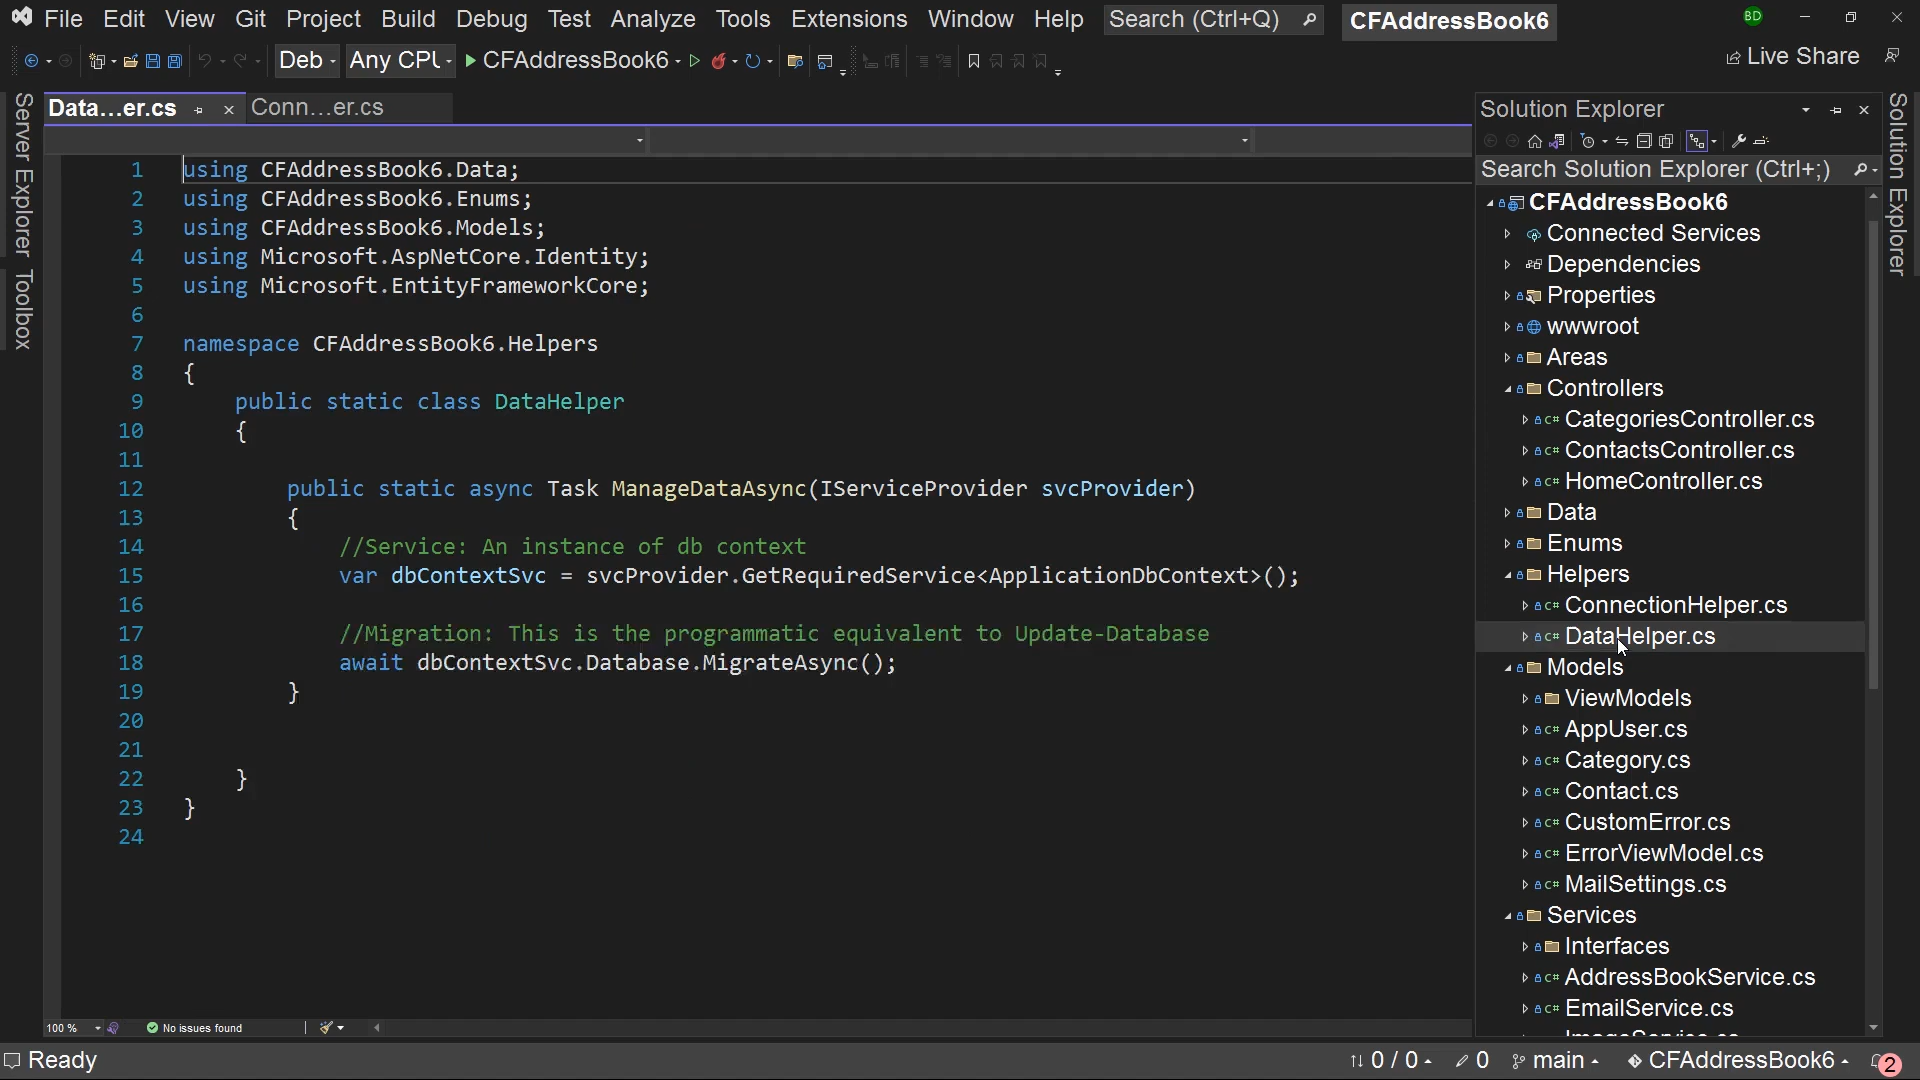 File Edit View Git Project Build Debug Test Analyze Tools Extensions Window Help Search (Ctrl+Q) CFAddressBook6 BD
Deb Any CPU CFAddressBook6 Live Share
Server Explorer
Toolbox
Data...er.cs Conn...er.cs
1 using CFAddressBook6.Data;
2 using CFAddressBook6.Enums;
3 using CFAddressBook6.Models;
4 using Microsoft.AspNetCore.Identity;
5 using Microsoft.EntityFrameworkCore;
6
7 namespace CFAddressBook6.Helpers
8 {
9 public static class DataHelper
10 {
11
12 public static async Task ManageDataAsync(IServiceProvider svcProvider)
13 {
14 //Service: An instance of db context
15 var dbContextSvc = svcProvider.GetRequiredService<ApplicationDbContext>();
16
17 //Migration: This is the programmatic equivalent to Update-Database
18 await dbContextSvc.Database.MigrateAsync();
19 }
20
21
22 }
23 }
24
100 % No issues found
Solution Explorer
Search Solution Explorer (Ctrl+;)
CFAddressBook6
Connected Services
Dependencies
Properties
wwwroot
Areas
Controllers
C# CategoriesController.cs
C# ContactsController.cs
C# HomeController.cs
Data
Enums
Helpers
C# ConnectionHelper.cs
C# DataHelper.cs
Models
ViewModels
C# AppUser.cs
C# Category.cs
C# Contact.cs
C# CustomError.cs
C# ErrorViewModel.cs
C# MailSettings.cs
Services
Interfaces
C# AddressBookService.cs
C# EmailService.cs
Solution Explorer
Ready 0 / 0 0 main CFAddressBook6 2